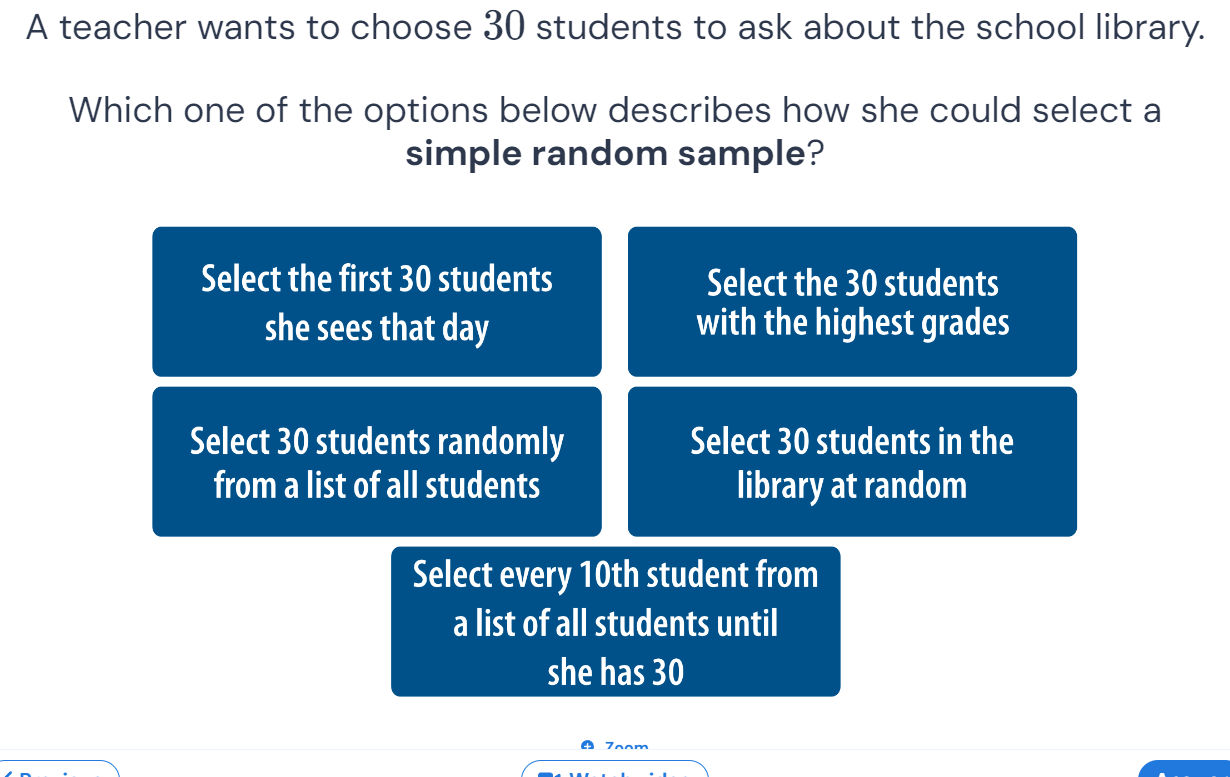 A teacher wants to choose 30 students to ask about the school library.
Which one of the options below describes how she could select a
simple random sample?
Select the first 30 students
she sees that day
Select the 30 students
with the highest grades
Select 30 students randomly
from a list of all students
Select 30 students in the
library at random
Select every 10th student from
a list of all students until
she has 30
Zoom